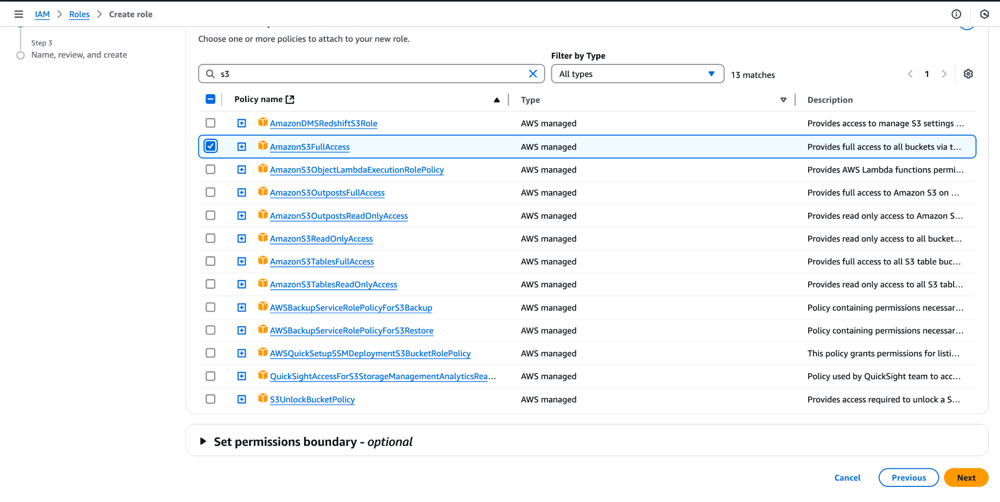 IAM > Roles > Create role
Step 3
Name, review, and create
Choose one or more policies to attach to your new role.
Filter by Type
s3
All types
13 matches
1
Policy name
Type
Description
AmazonDMSRedshiftS3Role AWS managed Provides access to manage S3 settings ...
AmazonS3FullAccess AWS managed Provides full access to all buckets via t...
AmazonS3ObjectLambdaExecutionRolePolicy AWS managed Provides AWS Lambda functions permi...
AmazonS3OutpostsFullAccess AWS managed Provides full access to Amazon S3 on ...
AmazonS3OutpostsReadOnlyAccess AWS managed Provides read only access to Amazon S...
AmazonS3ReadOnlyAccess AWS managed Provides read only access to all bucket...
AmazonS3TablesFullAccess AWS managed Provides full access to all S3 table buc...
AmazonS3TablesReadOnlyAccess AWS managed Provides read only access to all S3 tabl...
AWSBackupServiceRolePolicyForS3Backup AWS managed Policy containing permissions necessar...
AWSBackupServiceRolePolicyForS3Restore AWS managed Policy containing permissions necessar...
AWSQuickSetupSSMDeploymentS3BucketRolePolicy AWS managed This policy grants permissions for listi...
QuickSightAccessForS3StorageManagementAnalyticsRea... AWS managed Policy used by QuickSight team to acc...
S3UnlockBucketPolicy AWS managed Provides access required to unlock a S...
Set permissions boundary - optional
Cancel
Previous
Next